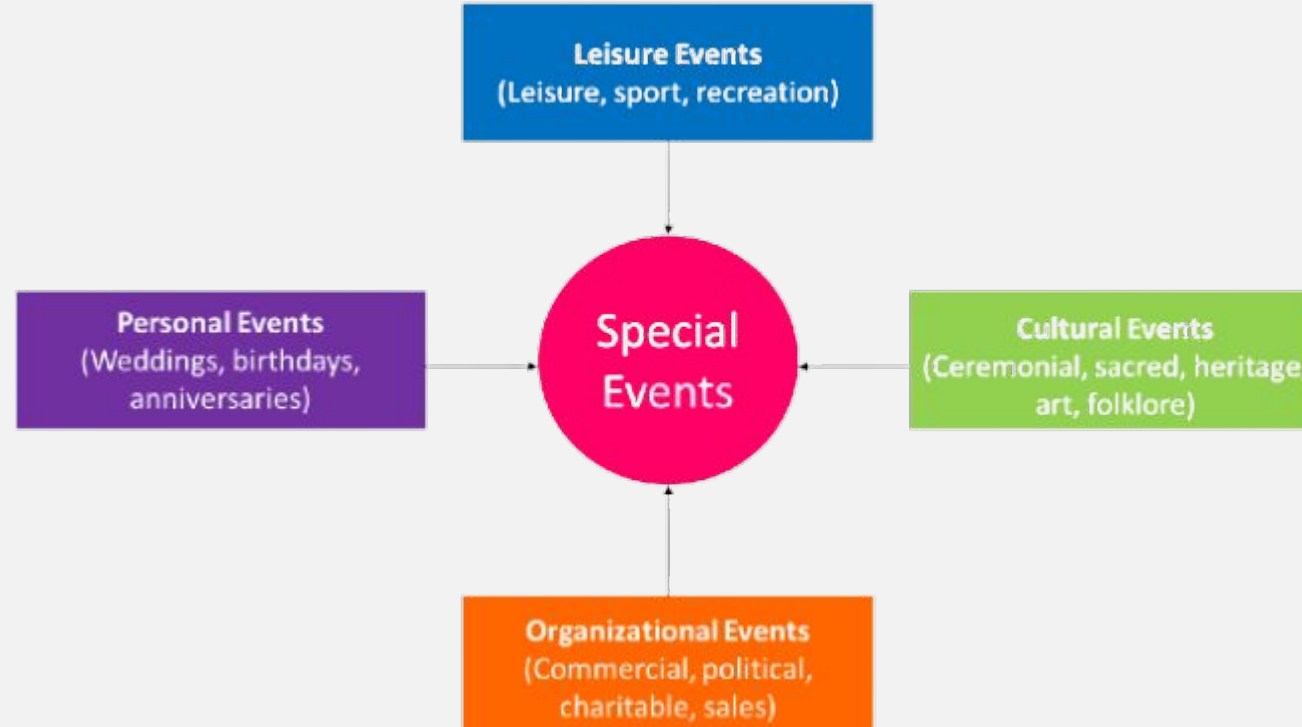 Leisure Events
(Leisure, sport, recreation)
Personal Events
(Weddings, birthdays,
anniversaries)
Special
Events
Cultural Events
(Ceremonial, sacred, heritage
art, folklore)
Organizational Events
(Commercial, political,
charitable, sales)